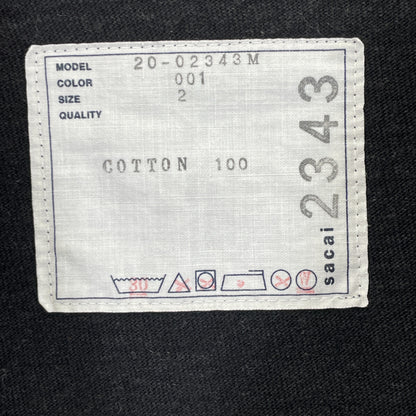 MODEL 20-02343M
COLOR 001
SIZE 2
QUALITY
COTTON 100
sacai 2343
30